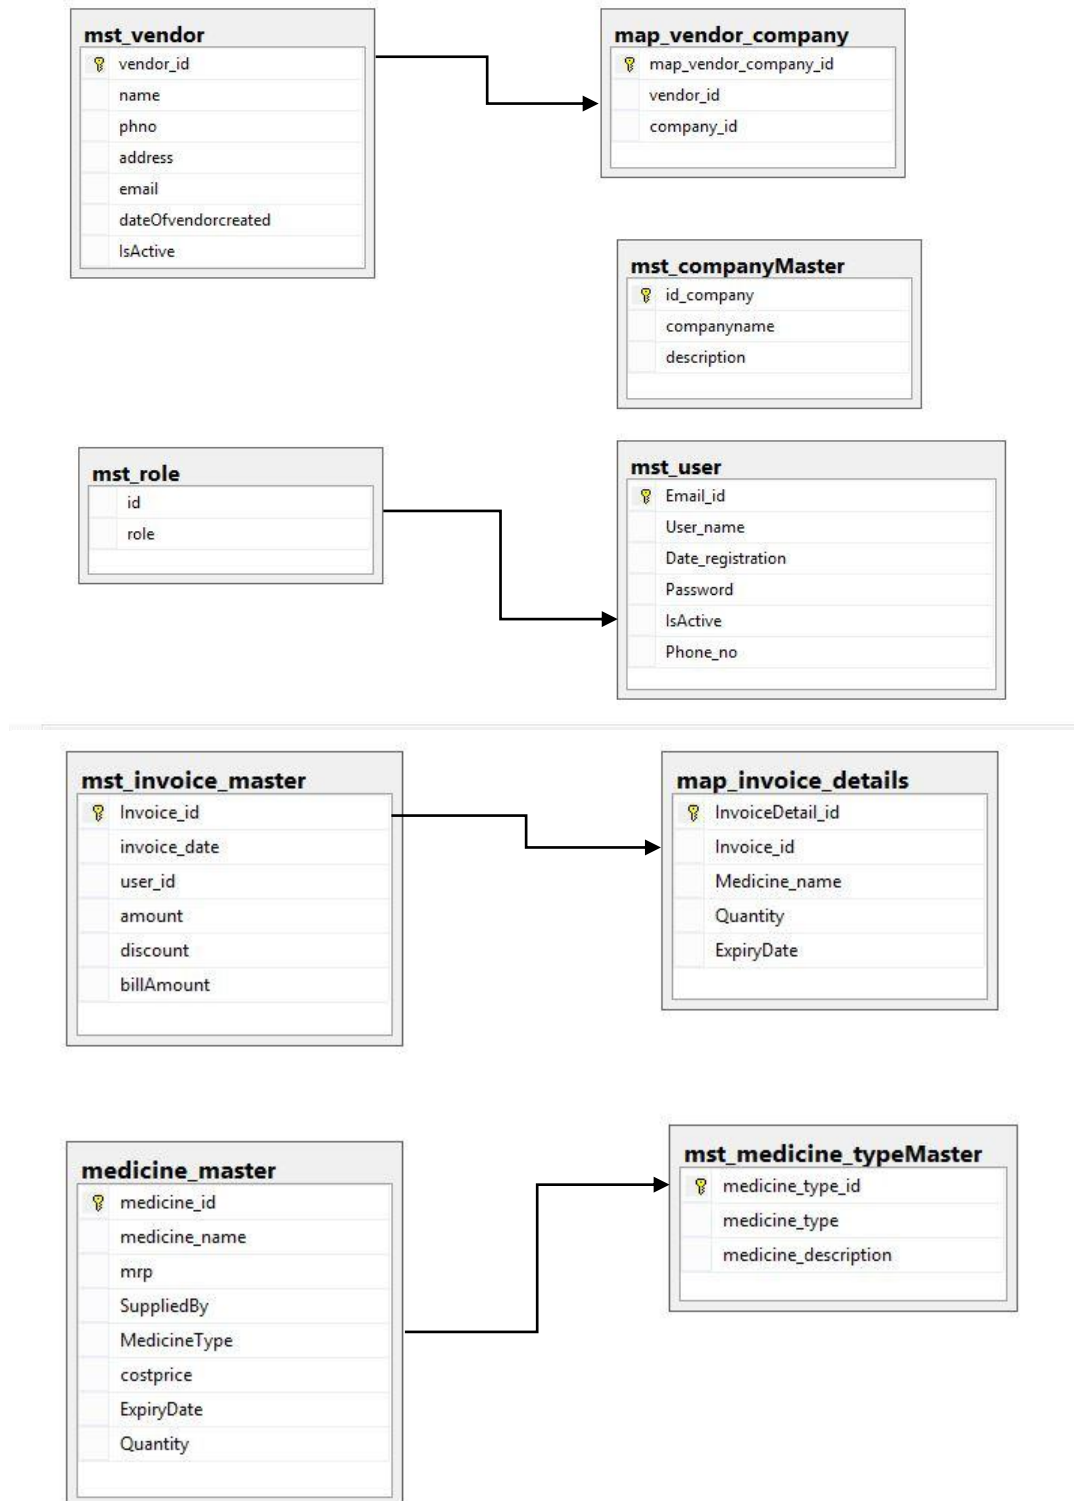 mst_vendor
vendor_id
name
phno
address
email
dateOfvendorcreated
IsActive
map_vendor_company
map_vendor_company_id
vendor_id
company_id
mst_companyMaster
id_company
companyname
description
mst_role
id
role
mst_user
Email_id
User_name
Date_registration
Password
IsActive
Phone_no
mst_invoice_master
Invoice_id
invoice_date
user_id
amount
discount
billAmount
map_invoice_details
InvoiceDetail_id
Invoice_id
Medicine_name
Quantity
ExpiryDate
medicine_master
medicine_id
medicine_name
mrp
SuppliedBy
MedicineType
costprice
ExpiryDate
Quantity
mst_medicine_typeMaster
medicine_type_id
medicine_type
medicine_description